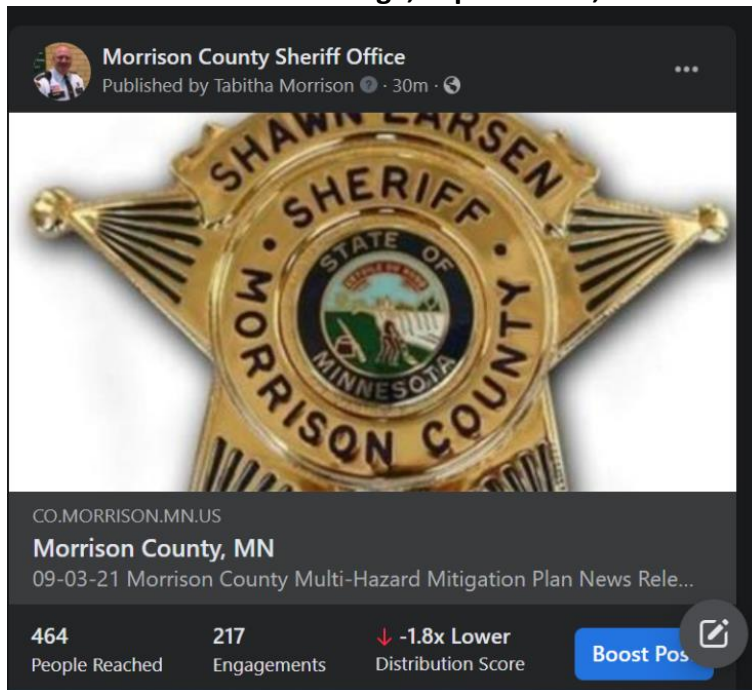 Morrison County Sheriff Office
Published by Tabitha Morrison · 30m ·
SHAWN LARSEN
SHERIFF
STATE OF
MINNESOTA
MORRISON COUNTY
CO.MORRISON.MN.US
Morrison County, MN
09-03-21 Morrison County Multi-Hazard Mitigation Plan News Rele...
464 217 ↓ -1.8x Lower
People Reached Engagements Distribution Score
Boost Pos